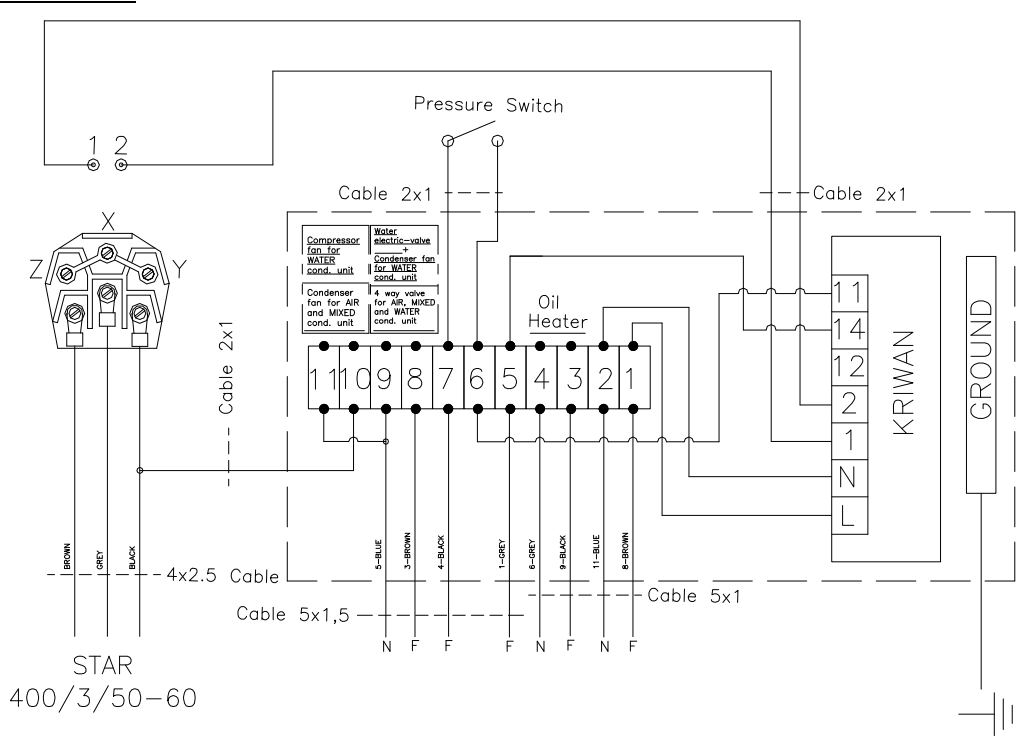 Pressure Switch
1 2
Cable 2x1
Cable 2x1
X
Z
Y
Compressor
fan for
WATER
cond. unit
Water
electric-valve
+
Condenser fan
for WATER
cond. unit
Condenser
fan for AIR
and MIXED
cond. unit
4 way valve
for AIR, MIXED
and WATER
cond. unit
Oil
Heater
Cable 2x1
11 10 9 8 7 6 5 4 3 2 1
11
14
12
2
1
N
L
KRIWAN
GROUND
BROWN
GREY
BLACK
5-BLUE
3-BROWN
4-BLACK
1-GREY
6-GREY
9-BLACK
11-BLUE
8-BROWN
4x2.5 Cable
Cable 5x1,5
Cable 5x1
N F F F N F N F
STAR
400/3/50-60